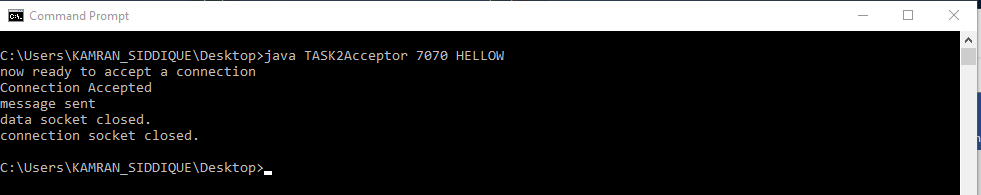 Command Prompt
C:\Users\KAMRAN_SIDDIQUE\Desktop>java TASK2Acceptor 7070 HELLOW
now ready to accept a connection
Connection Accepted
message sent
data socket closed.
connection socket closed.
C:\Users\KAMRAN_SIDDIQUE\Desktop>